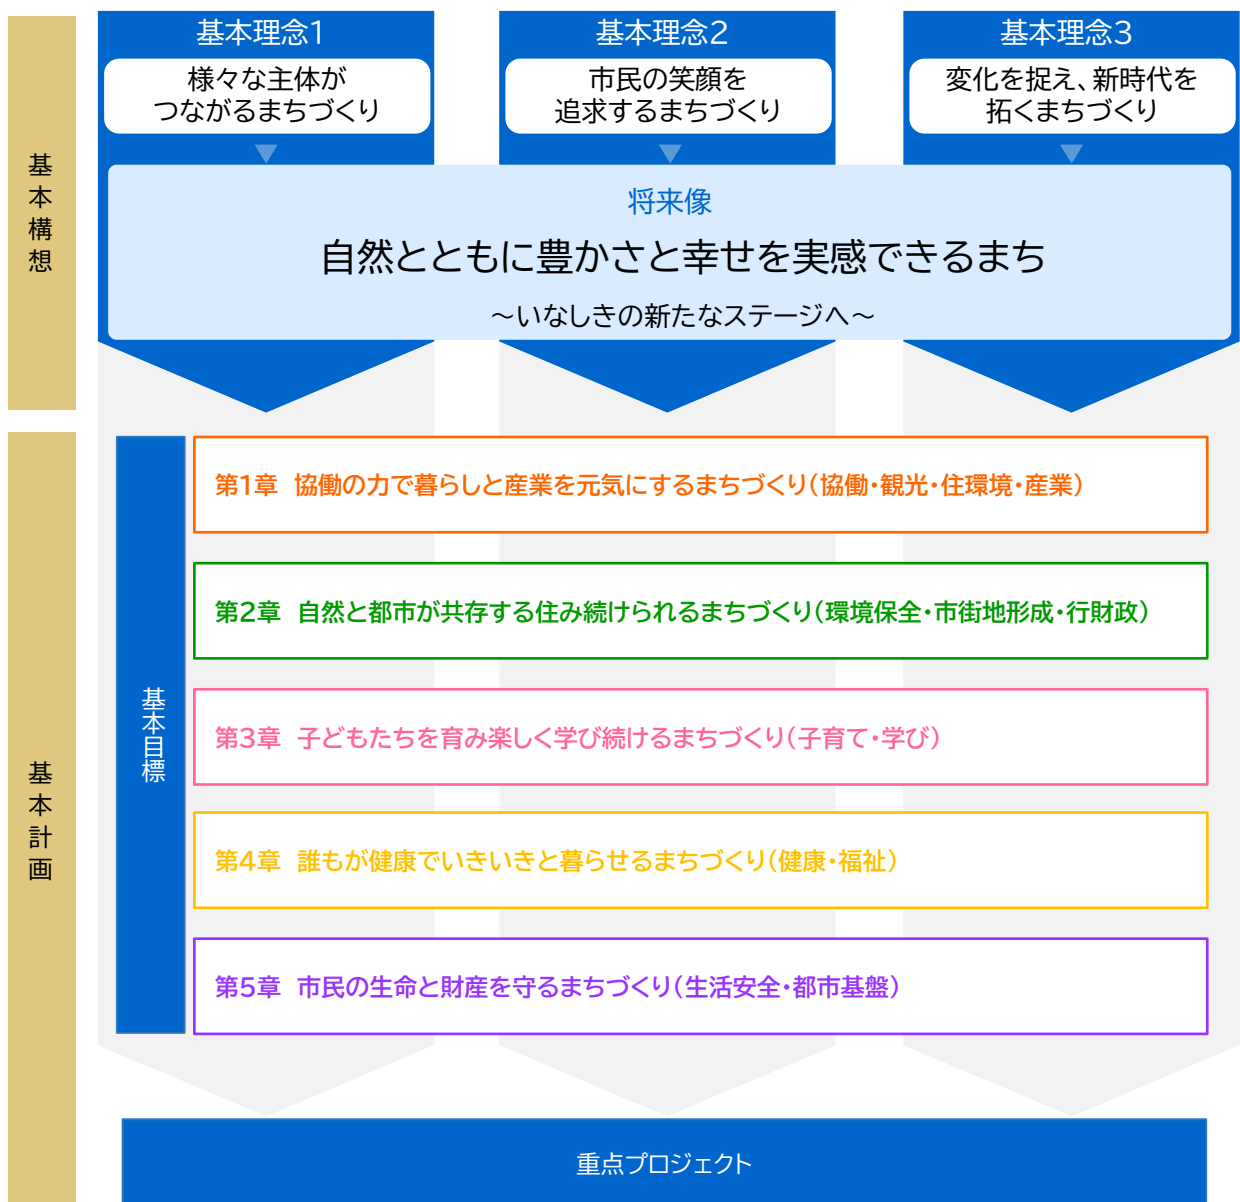 基本構想
基本理念1
様々な主体が
つながるまちづくり
基本理念2
市民の笑顔を
追求するまちづくり
基本理念3
変化を捉え、新時代を
拓くまちづくり
将来像
自然とともに豊かさと幸せを実感できるまち
～いなしきの新たなステージへ～
基本計画
基本目標
第1章 協働の力で暮らしと産業を元気にするまちづくり(協働・観光・住環境・産業)
第2章 自然と都市が共存する住み続けられるまちづくり(環境保全・市街地形成・行財政)
第3章 子どもたちを育み楽しく学び続けるまちづくり(子育て・学び)
第4章 誰もが健康でいきいきと暮らせるまちづくり(健康・福祉)
第5章 市民の生命と財産を守るまちづくり(生活安全・都市基盤)
重点プロジェクト